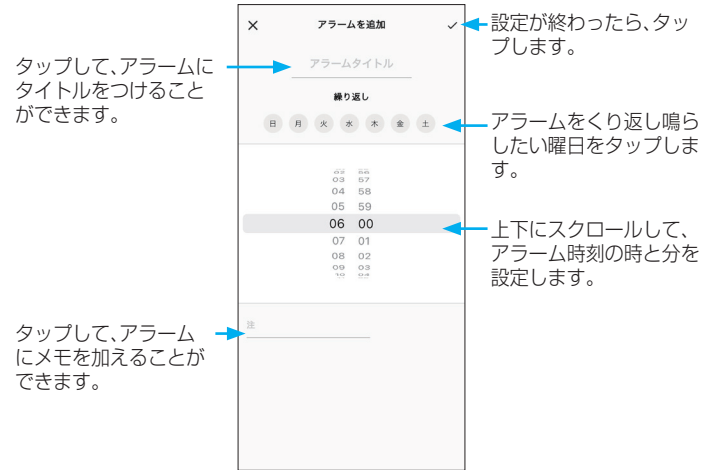 アラームを追加
設定が終わったら、タッ
プします。
タップして、アラームに
タイトルをつけること
ができます。
アラームタイトル
繰り返し
日 月 火 水 木 金 土
アラームをくり返し鳴ら
したい曜日をタップしま
す。
02 56
03 57
04 58
05 59
06 00
07 01
08 02
09 03
10 04
上下にスクロールして、
アラーム時刻の時と分を
設定します。
タップして、アラーム
にメモを加えることが
できます。
注